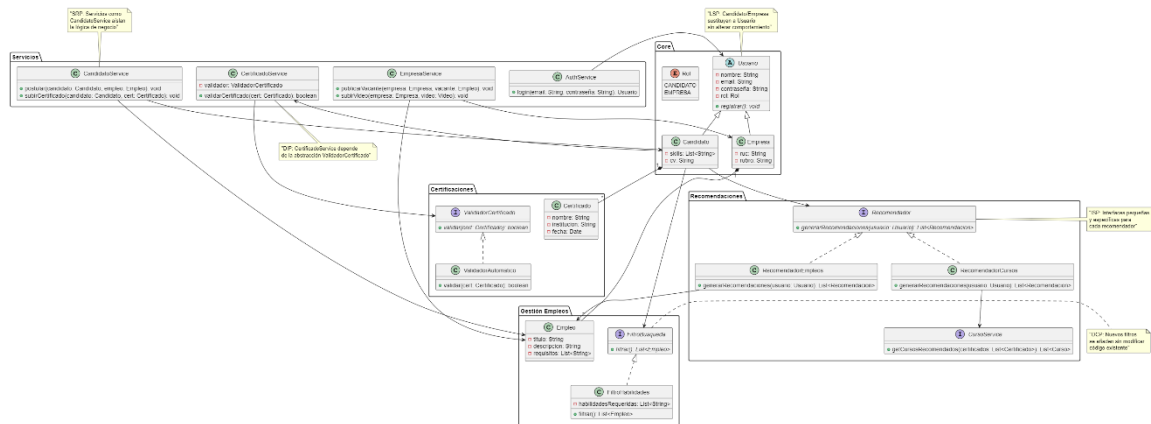 "SRP: Servicios como
CandidatoService aíslan
la lógica de negocio"
"LSP: Candidato/Empresa
sustituyen a Usuario
sin alterar comportamiento"
Servicios
CandidatoService
postular(candidato: Candidato, empleo: Empleo): void
subirCertificado(candidato: Candidato, cert: Certificado): void
CertificadoService
validador: ValidadorCertificado
validarCertificado(cert: Certificado): boolean
EmpresaService
publicarVacante(empresa: Empresa, vacante: Empleo): void
subirVideo(empresa: Empresa, video: Video): void
AuthService
login(email: String, contraseña: String): Usuario
Core
Rol
CANDIDATO
EMPRESA
Usuario
nombre: String
email: String
contraseña: String
rol: Rol
registrar(): void
Candidato
skills: List<String>
cv: String
Empresa
ruc: String
rubro: String
"DIP: CertificadoService depende
de la abstracción ValidadorCertificado"
Certificaciones
ValidadorCertificado
validar(cert: Certificado): boolean
Certificado
nombre: String
institucion: String
fecha: Date
ValidadorAutomatico
validar(cert: Certificado): boolean
Recomendaciones
Recomendador
generarRecomendaciones(usuario: Usuario): List<Recomendacion>
"ISP: Interfaces pequeñas
y específicas para
cada recomendador"
RecomendadorEmpleos
generarRecomendaciones(usuario: Usuario): List<Recomendacion>
RecomendadorCursos
generarRecomendaciones(usuario: Usuario): List<Recomendacion>
CursoService
getCursosRecomendados(certificados: List<Certificado>): List<Curso>
"OCP: Nuevos filtros
se añaden sin modificar
código existente"
Gestión Empleos
Empleo
titulo: String
descripcion: String
requisitos: List<String>
FiltroBusqueda
filtrar(): List<Empleo>
FiltroHabilidades
habilidadesRequeridas: List<String>
filtrar(): List<Empleo>